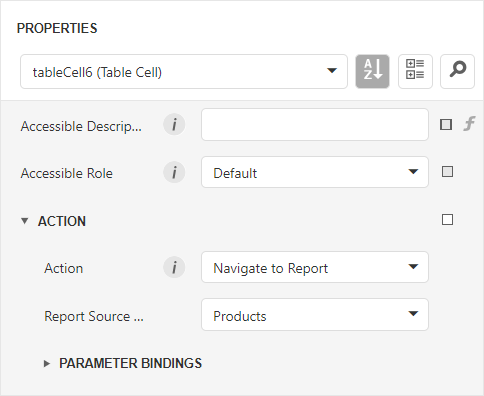 PROPERTIES
tableCell6 (Table Cell)
A
Z
Accessible Descrip...
i
f
Accessible Role
i
Default
ACTION
Action
i
Navigate to Report
Report Source ...
Products
PARAMETER BINDINGS